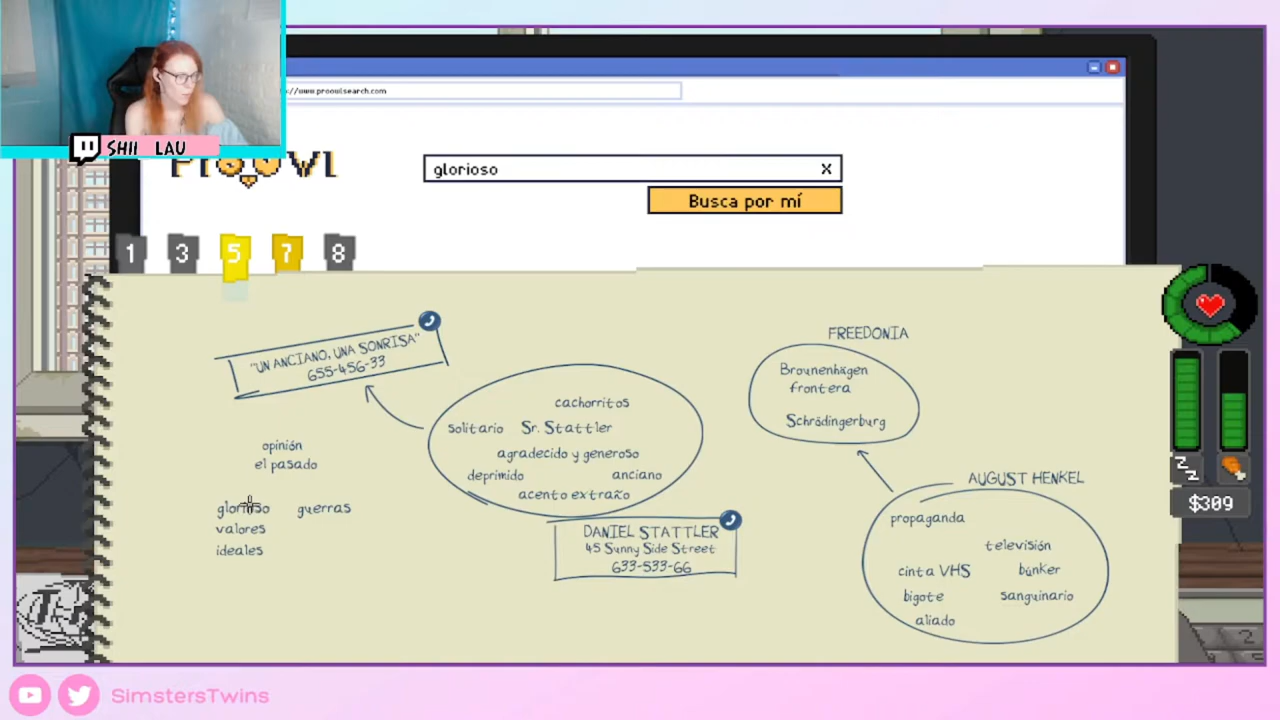 ://www.proowlsearch.com
SHII LAU
Proowl
glorioso X
Busca por mí
1 3 5 7 8
"UN ANCIANO, UNA SONRISA"
655-456-33
opinión
el pasado
glorioso guerras
valores
ideales
cachorritos
solitario Sr. Stattler
agradecido y generoso
deprimido anciano
acento extraño
DANIEL STATTLER
45 Sunny Side Street
633-533-66
FREEDONIA
Brounenhägen
frontera
Schrödingerburg
AUGUST HENKEL
propaganda
televisión
cinta VHS búnker
bigote sanguinario
aliado
$309
SimstersTwins